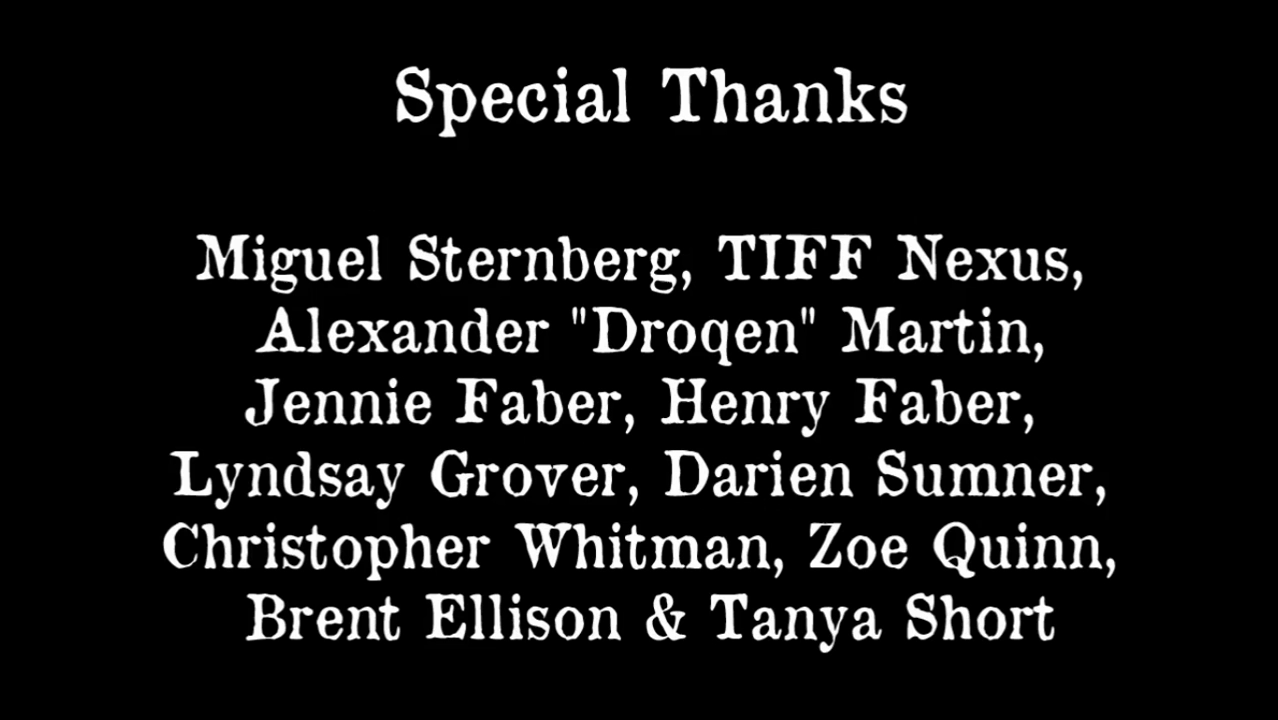 Special Thanks
Miguel Sternberg, TIFF Nexus,
Alexander "Droqen" Martin,
Jennie Faber, Henry Faber,
Lyndsay Grover, Darien Sumner,
Christopher Whitman, Zoe Quinn,
Brent Ellison & Tanya Short